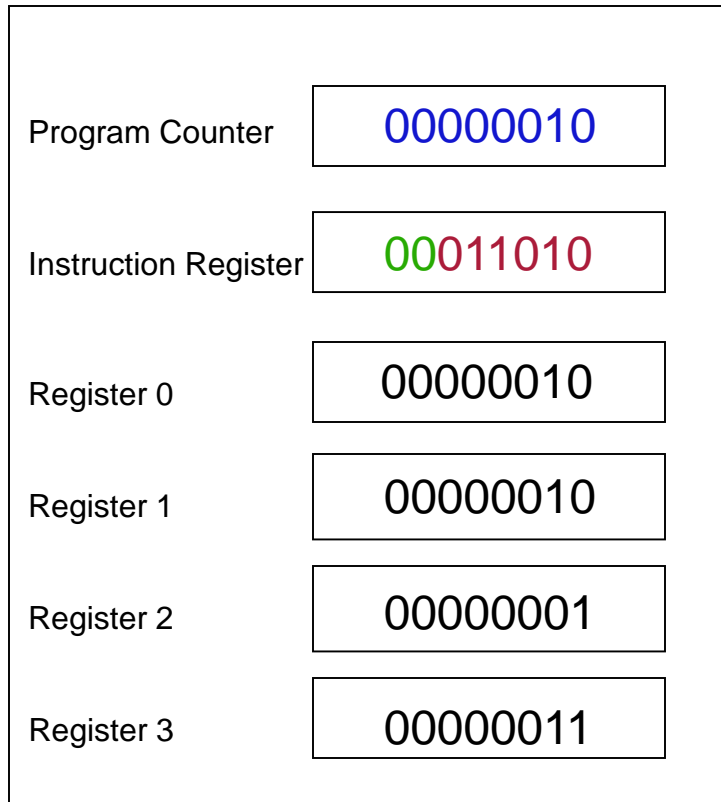 Program Counter 00000010
Instruction Register 00011010
Register 0 00000010
Register 1 00000010
Register 2 00000001
Register 3 00000011